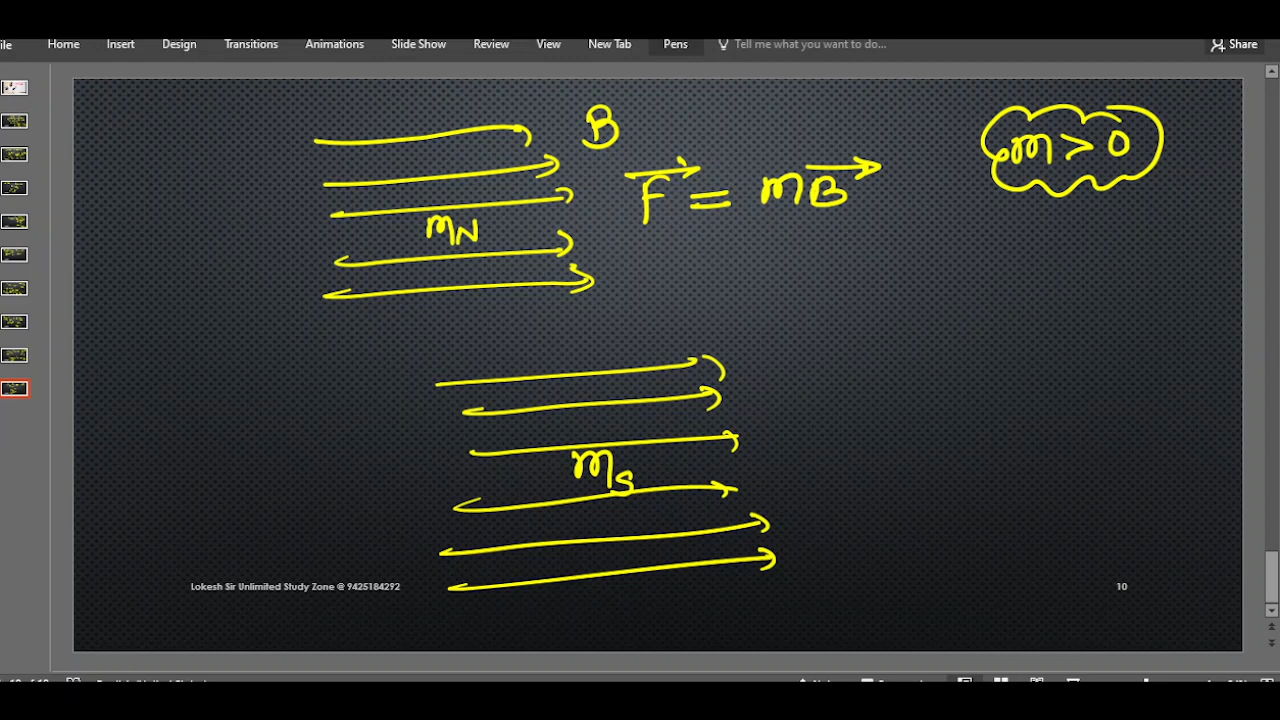 File Home Insert Design Transitions Animations Slide Show Review View New Tab Pens Tell me what you want to do... Share
B
m > 0
F = mB
mN
mS
Lokesh Sir Unlimited Study Zone @ 9425184292
10